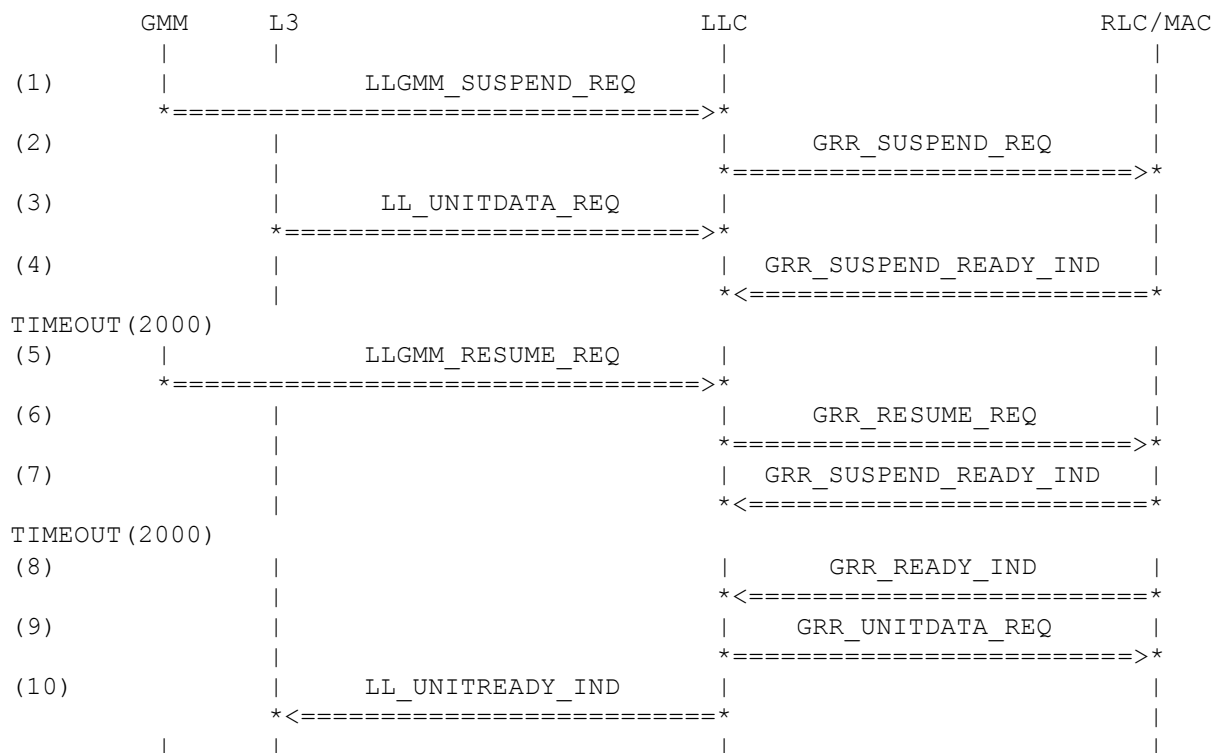 GMM L3 LLC RLC/MAC
| | | |
(1) | LLGMM_SUSPEND_REQ | |
*=================================>* |
(2) | | GRR_SUSPEND_REQ |
| *=========================>*
(3) | LL_UNITDATA_REQ | |
*==========================>* |
(4) | | GRR_SUSPEND_READY_IND |
| *<=========================*
TIMEOUT(2000)
(5) | LLGMM_RESUME_REQ | |
*=================================>* |
(6) | | GRR_RESUME_REQ |
| *=========================>*
(7) | | GRR_SUSPEND_READY_IND |
| *<=========================*
TIMEOUT(2000)
(8) | | GRR_READY_IND |
| *<=========================*
(9) | | GRR_UNITDATA_REQ |
| *=========================>*
(10) | LL_UNITREADY_IND | |
*<==========================* |
| | | |